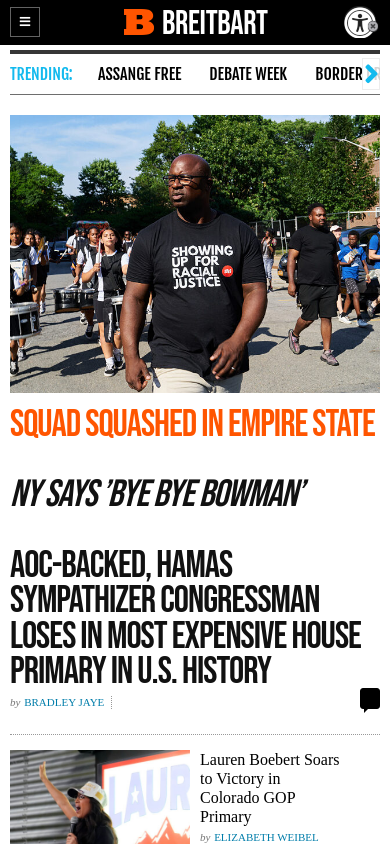 B BREITBART
TRENDING: ASSANGE FREE DEBATE WEEK BORDER
SHOWING
UP FOR
RACIAL
JUSTICE
SQUAD SQUASHED IN EMPIRE STATE
NY SAYS 'BYE BYE BOWMAN'
AOC-BACKED, HAMAS
SYMPATHIZER CONGRESSMAN
LOSES IN MOST EXPENSIVE HOUSE
PRIMARY IN U.S. HISTORY
by BRADLEY JAYE
LAUR
Lauren Boebert Soars
to Victory in
Colorado GOP
Primary
by ELIZABETH WEIBEL